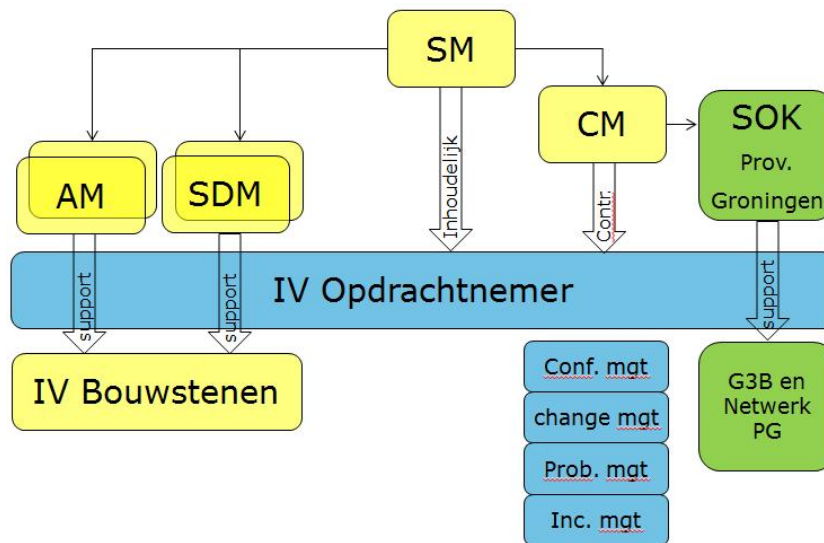 SM
CM
SOK
Prov.
Groningen
AM
SDM
Inhoudelijk
Contr.
support
support
support
IV Opdrachtnemer
IV Bouwstenen
Conf. mgt
change mgt
Prob. mgt
Inc. mgt
G3B en
Netwerk
PG